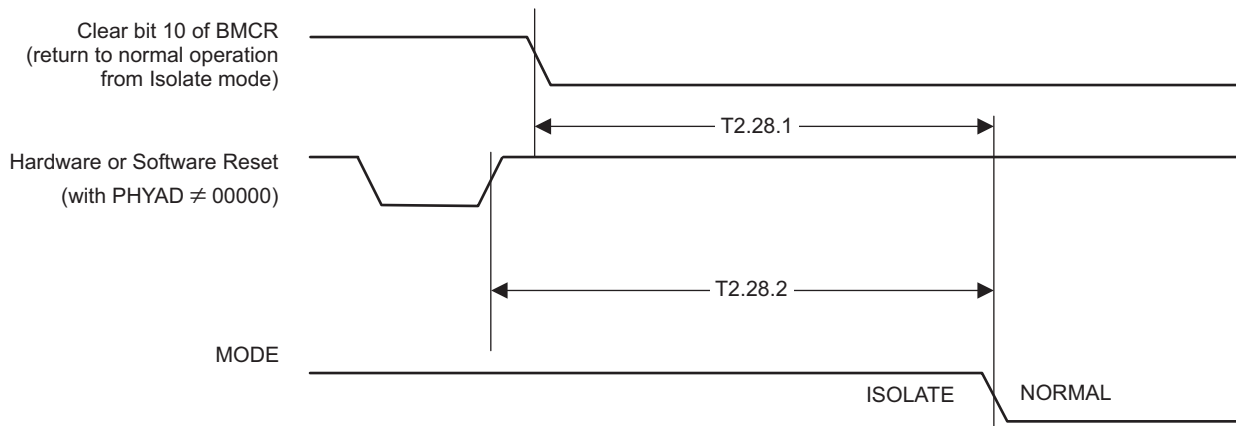 Clear bit 10 of BMCR
(return to normal operation
from Isolate mode)
T2.28.1
Hardware or Software Reset
(with PHYAD ≠ 00000)
T2.28.2
MODE
ISOLATE
NORMAL